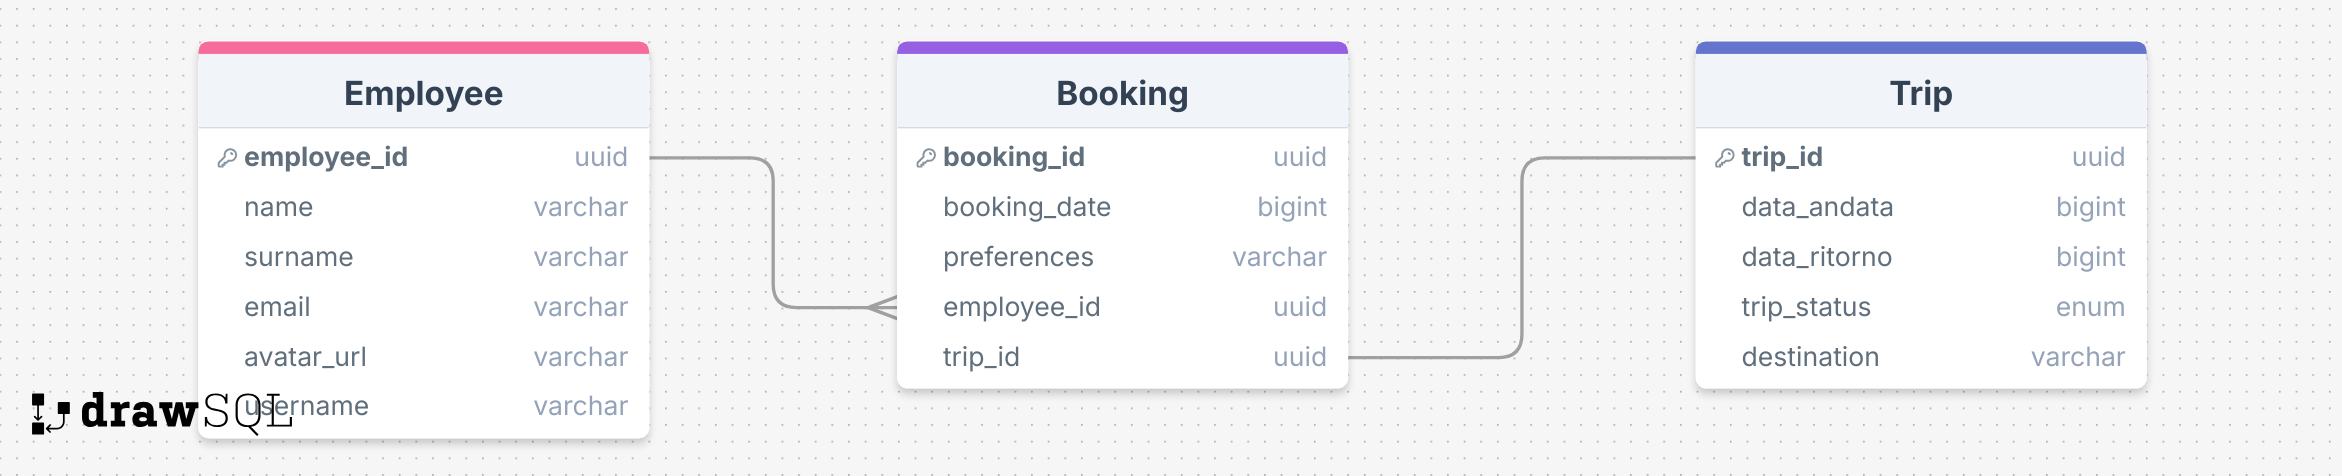 Employee
employee_id uuid
name varchar
surname varchar
email varchar
avatar_url varchar
username varchar
Booking
booking_id uuid
booking_date bigint
preferences varchar
employee_id uuid
trip_id uuid
Trip
trip_id uuid
data_andata bigint
data_ritorno bigint
trip_status enum
destination varchar
drawSQL